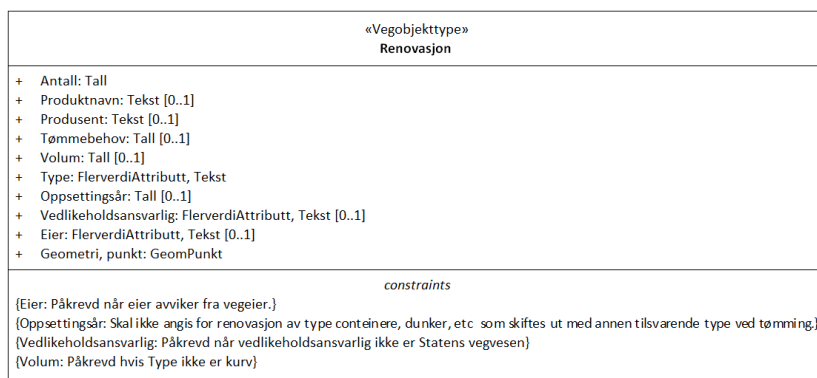 «Vegobjekttype»
Renovasjon
+ Antall: Tall
+ Produktnavn: Tekst [0..1]
+ Produsent: Tekst [0..1]
+ Tømmebehov: Tall [0..1]
+ Volum: Tall [0..1]
+ Type: FlerverdiAttributt, Tekst
+ Oppsettingsår: Tall [0..1]
+ Vedlikeholdsansvarlig: FlerverdiAttributt, Tekst [0..1]
+ Eier: FlerverdiAttributt, Tekst [0..1]
+ Geometri, punkt: GeomPunkt
constraints
{Eier: Påkrevd når eier avviker fra vegeier.}
{Oppsettingsår: Skal ikke angis for renovasjon av type conteinere, dunker, etc som skiftes ut med annen tilsvarende type ved tømming.}
{Vedlikeholdsansvarlig: Påkrevd når vedlikeholdsansvarlig ikke er Statens vegvesen}
{Volum: Påkrevd hvis Type ikke er kurv}